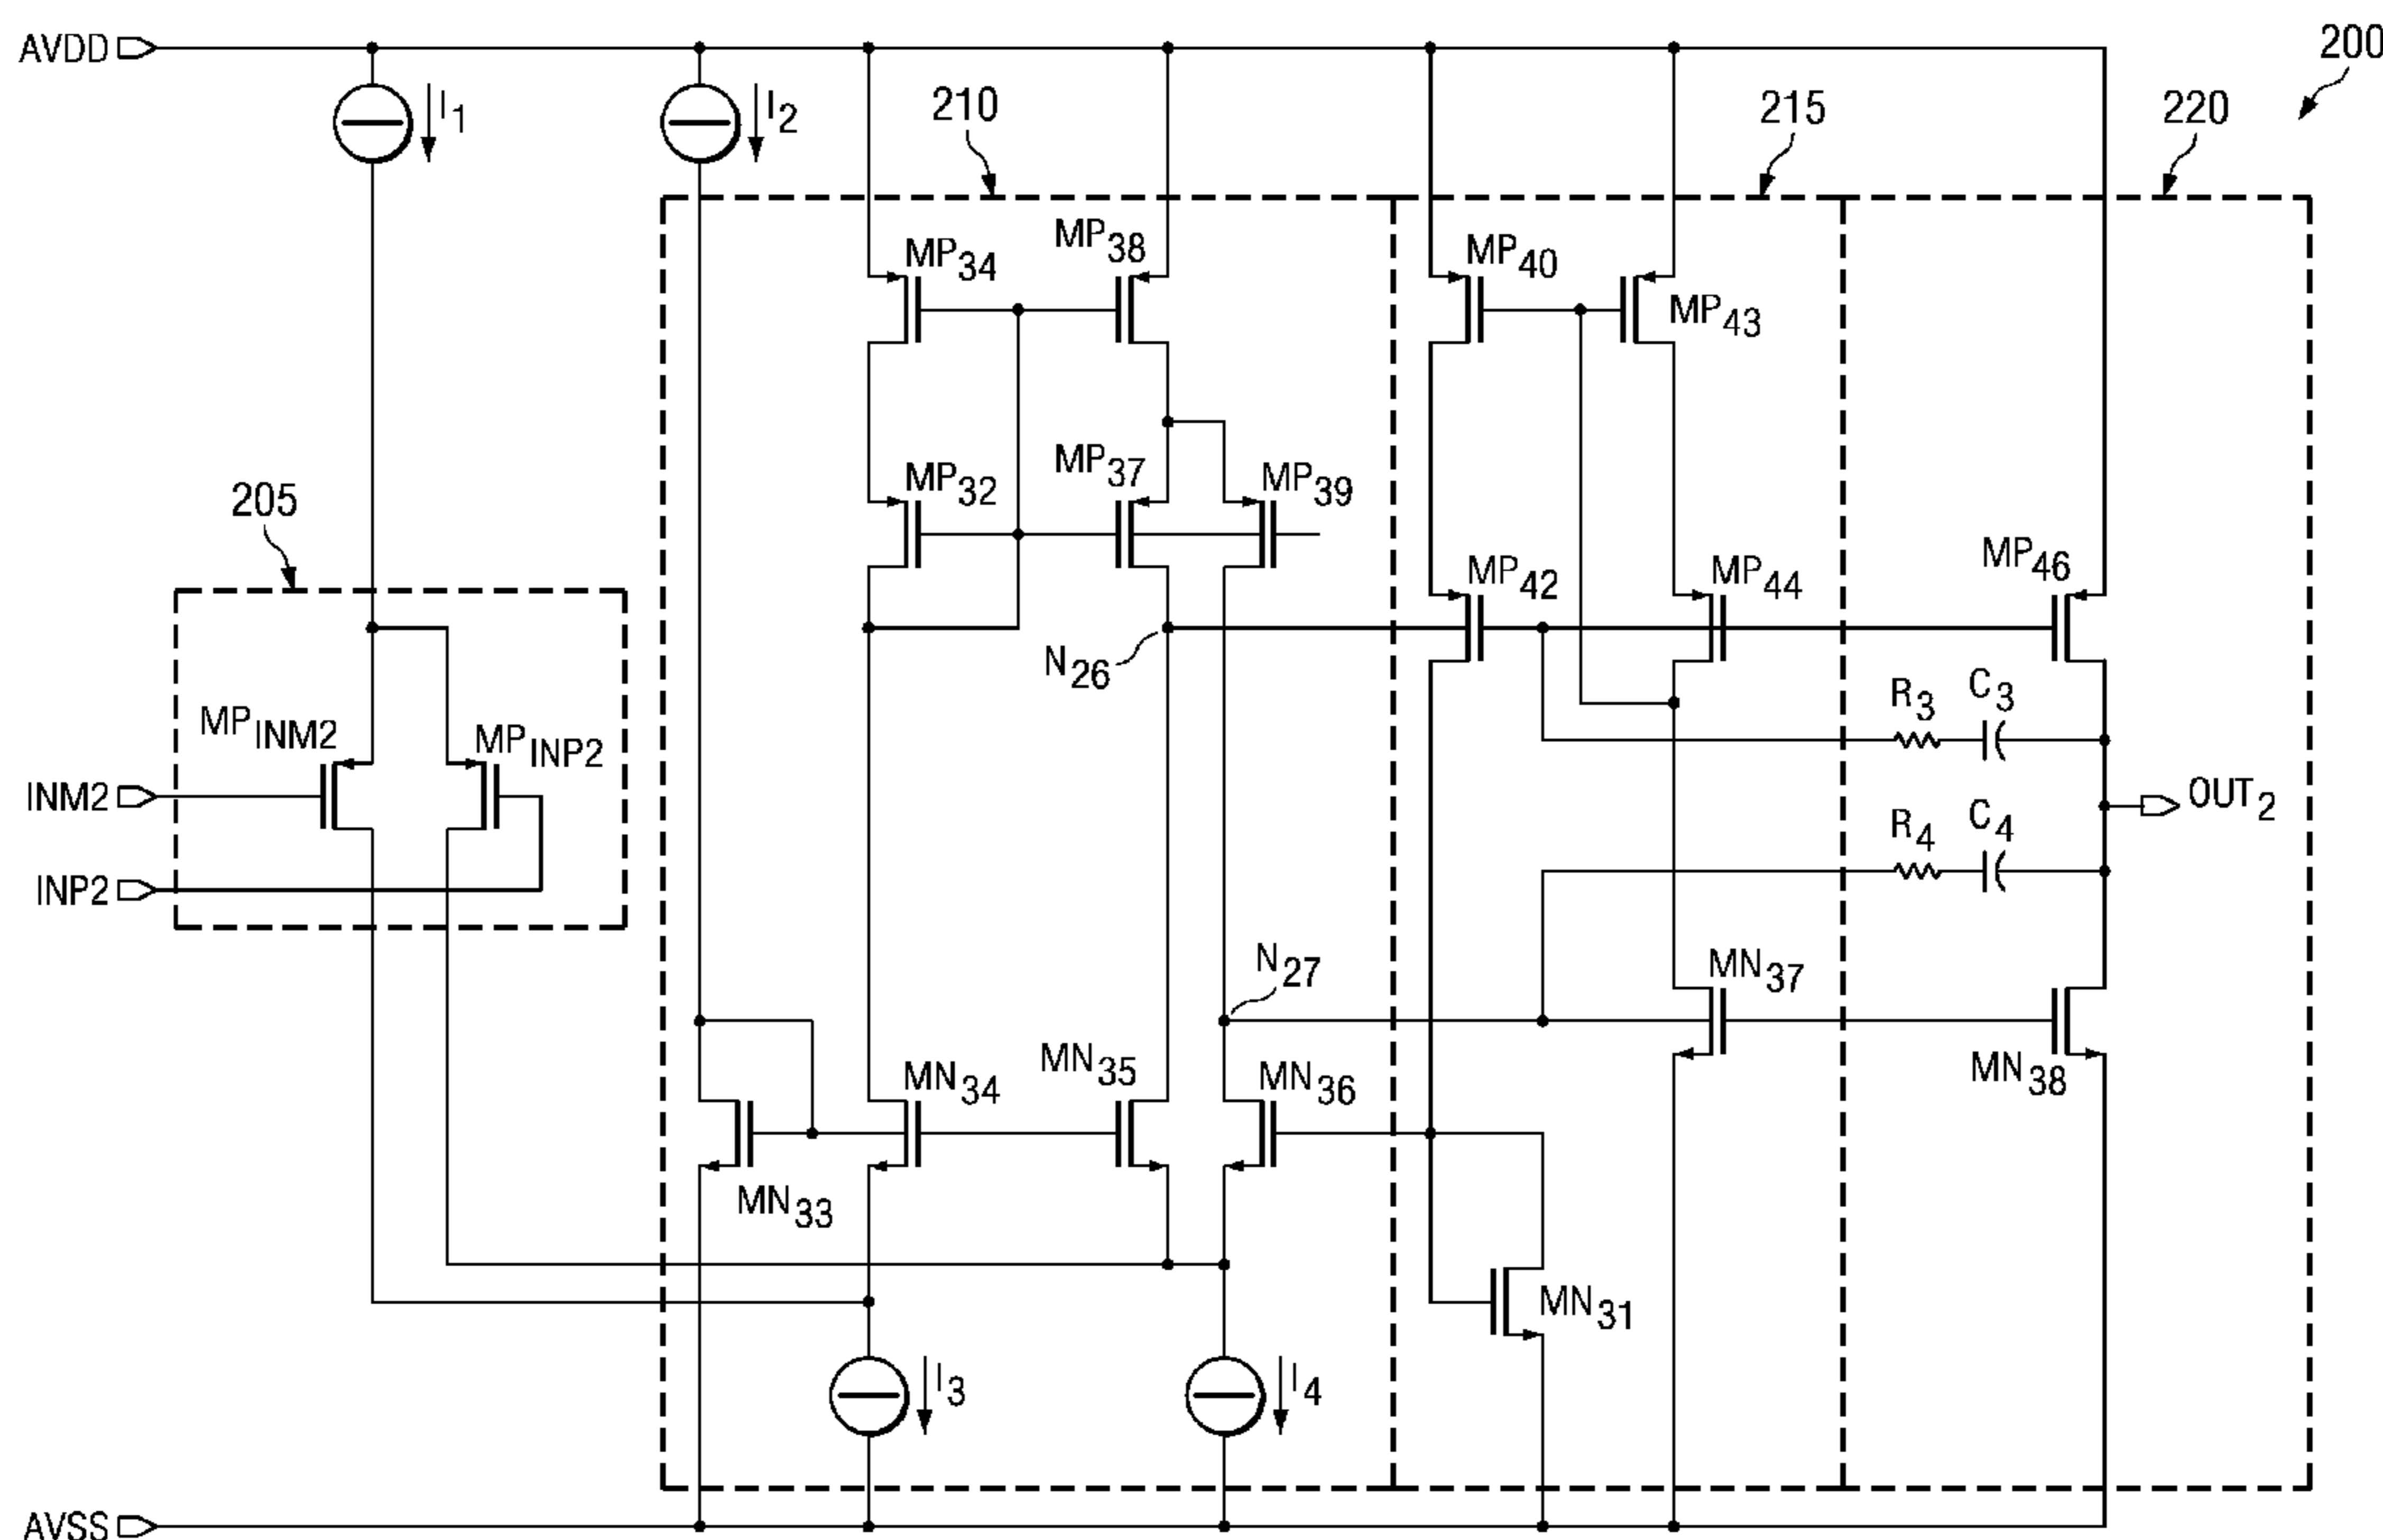 200
AVDD
I1
I2
210
215
220
MP34
MP38
MP40
MP43
205
MP32
MP37
MP39
MP42
MP44
MP46
N26
R3
C3
MPINM2
MPINP2
INM2
OUT2
R4
C4
INP2
N27
MN37
MN34
MN35
MN36
MN38
MN33
MN31
I3
I4
AVSS